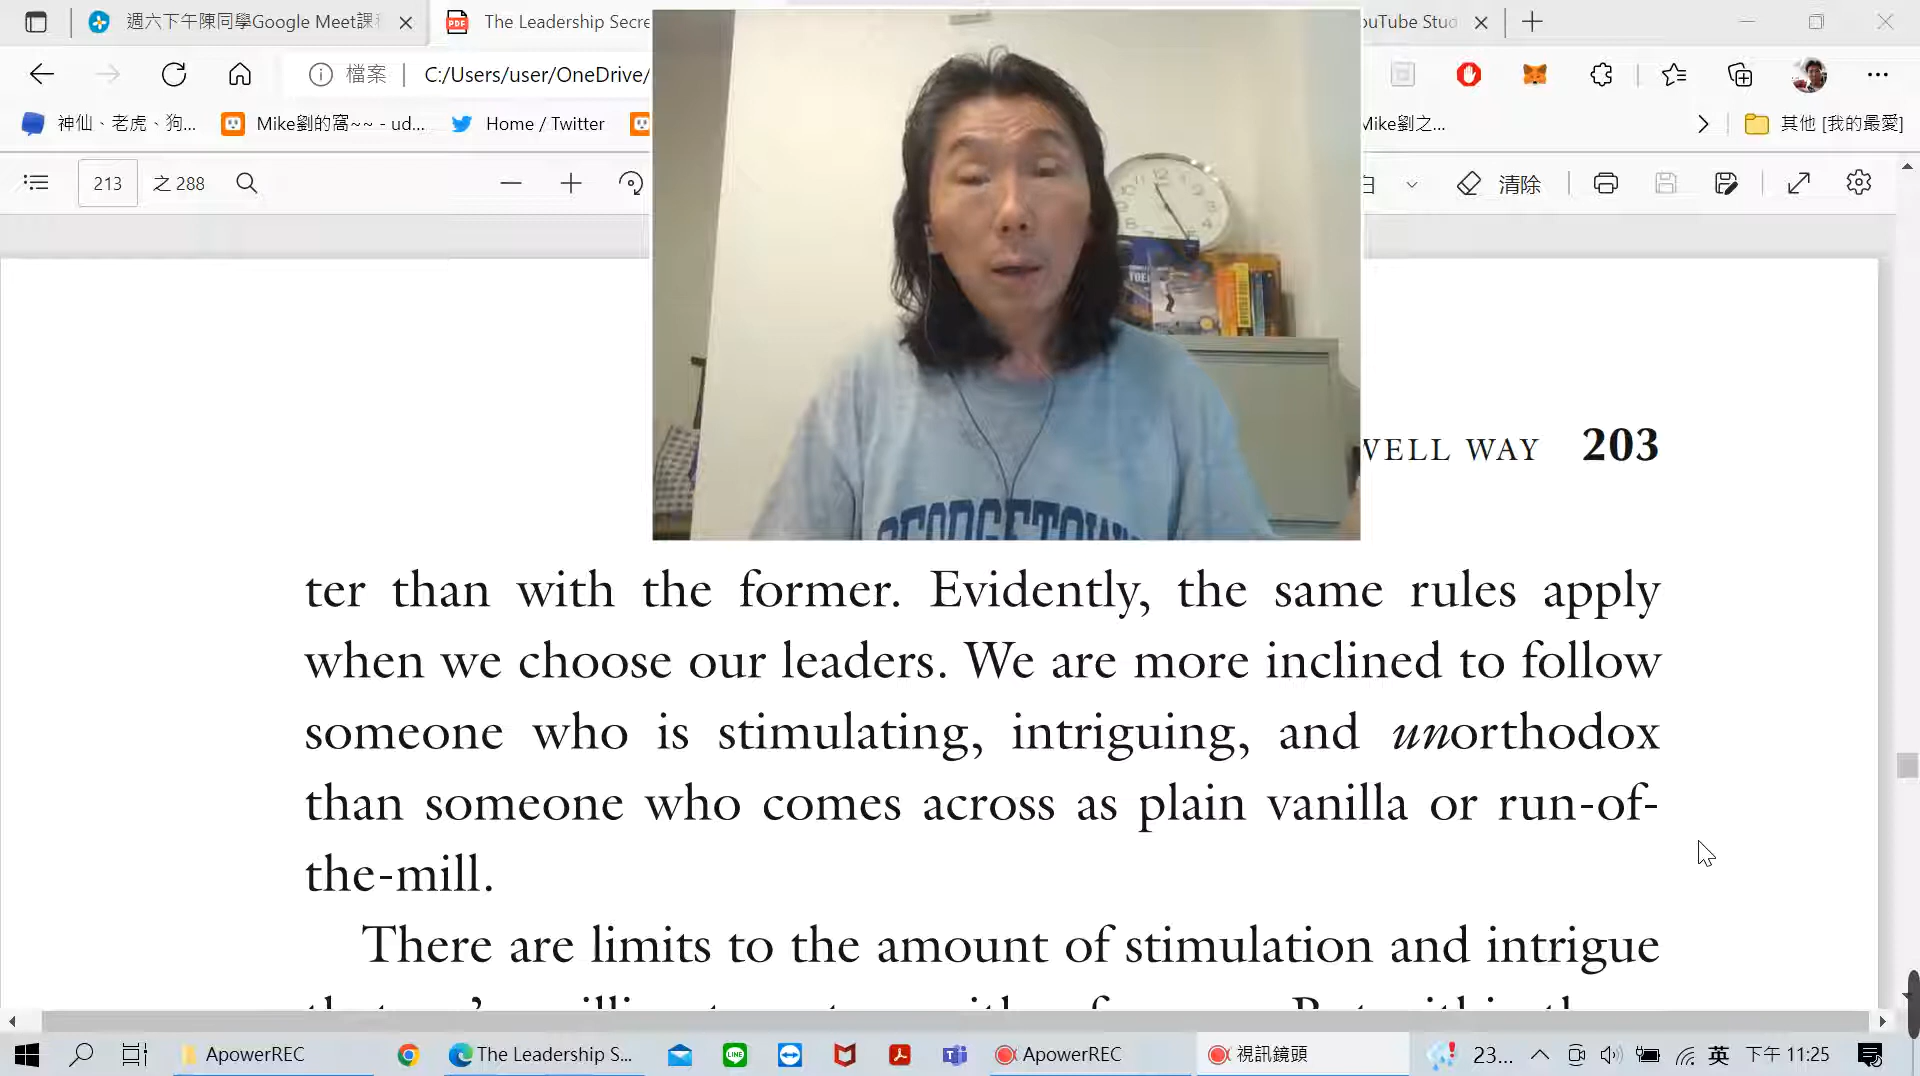 週六下午陳同學Google Meet課
The Leadership Secre
ouTube Stud
檔案
C:/Users/user/OneDrive/
神仙、老虎、狗...
Mike劉的窩~~ - ud...
Home / Twitter
Mike劉之...
其他 [我的最愛]
213
之 288
清除
WELL WAY 203
GEORGETOWN
ter than with the former. Evidently, the same rules apply
when we choose our leaders. We are more inclined to follow
someone who is stimulating, intriguing, and unorthodox
than someone who comes across as plain vanilla or run-of-
the-mill.
There are limits to the amount of stimulation and intrigue
ApowerREC
The Leadership S...
ApowerREC
視訊鏡頭
23...
英
下午 11:25